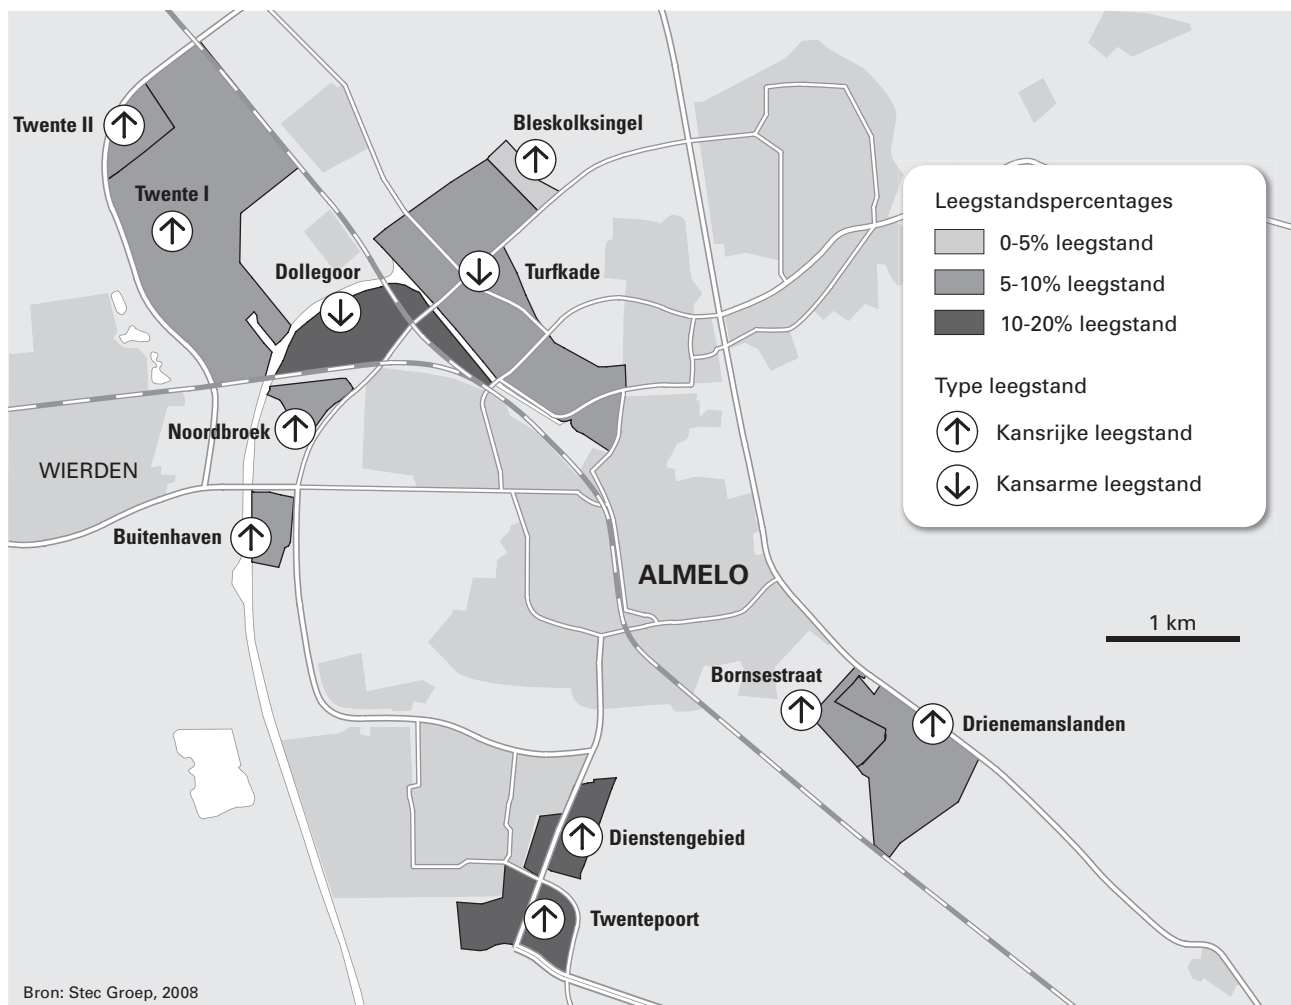 Twente II
Bleskolksingel
Twente I
Dollegoor
Turfkade
Noordbroek
WIERDEN
Buitenhaven
ALMELO
Bornsestraat
Drienemanslanden
Dienstengebied
Twentepoort
Leegstandspercentages
0-5% leegstand
5-10% leegstand
10-20% leegstand
Type leegstand
Kansrijke leegstand
Kansarme leegstand
1 km
Bron: Stec Groep, 2008